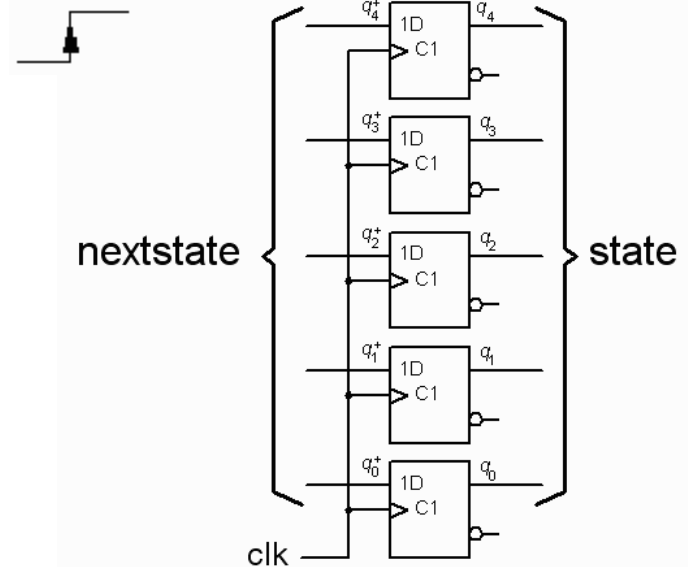 q₄⁺ q₄
1D
C1
q₃⁺ q₃
1D
C1
nextstate
q₂⁺ q₂
state
1D
C1
q₁⁺ q₁
1D
C1
q₀⁺ q₀
1D
C1
clk